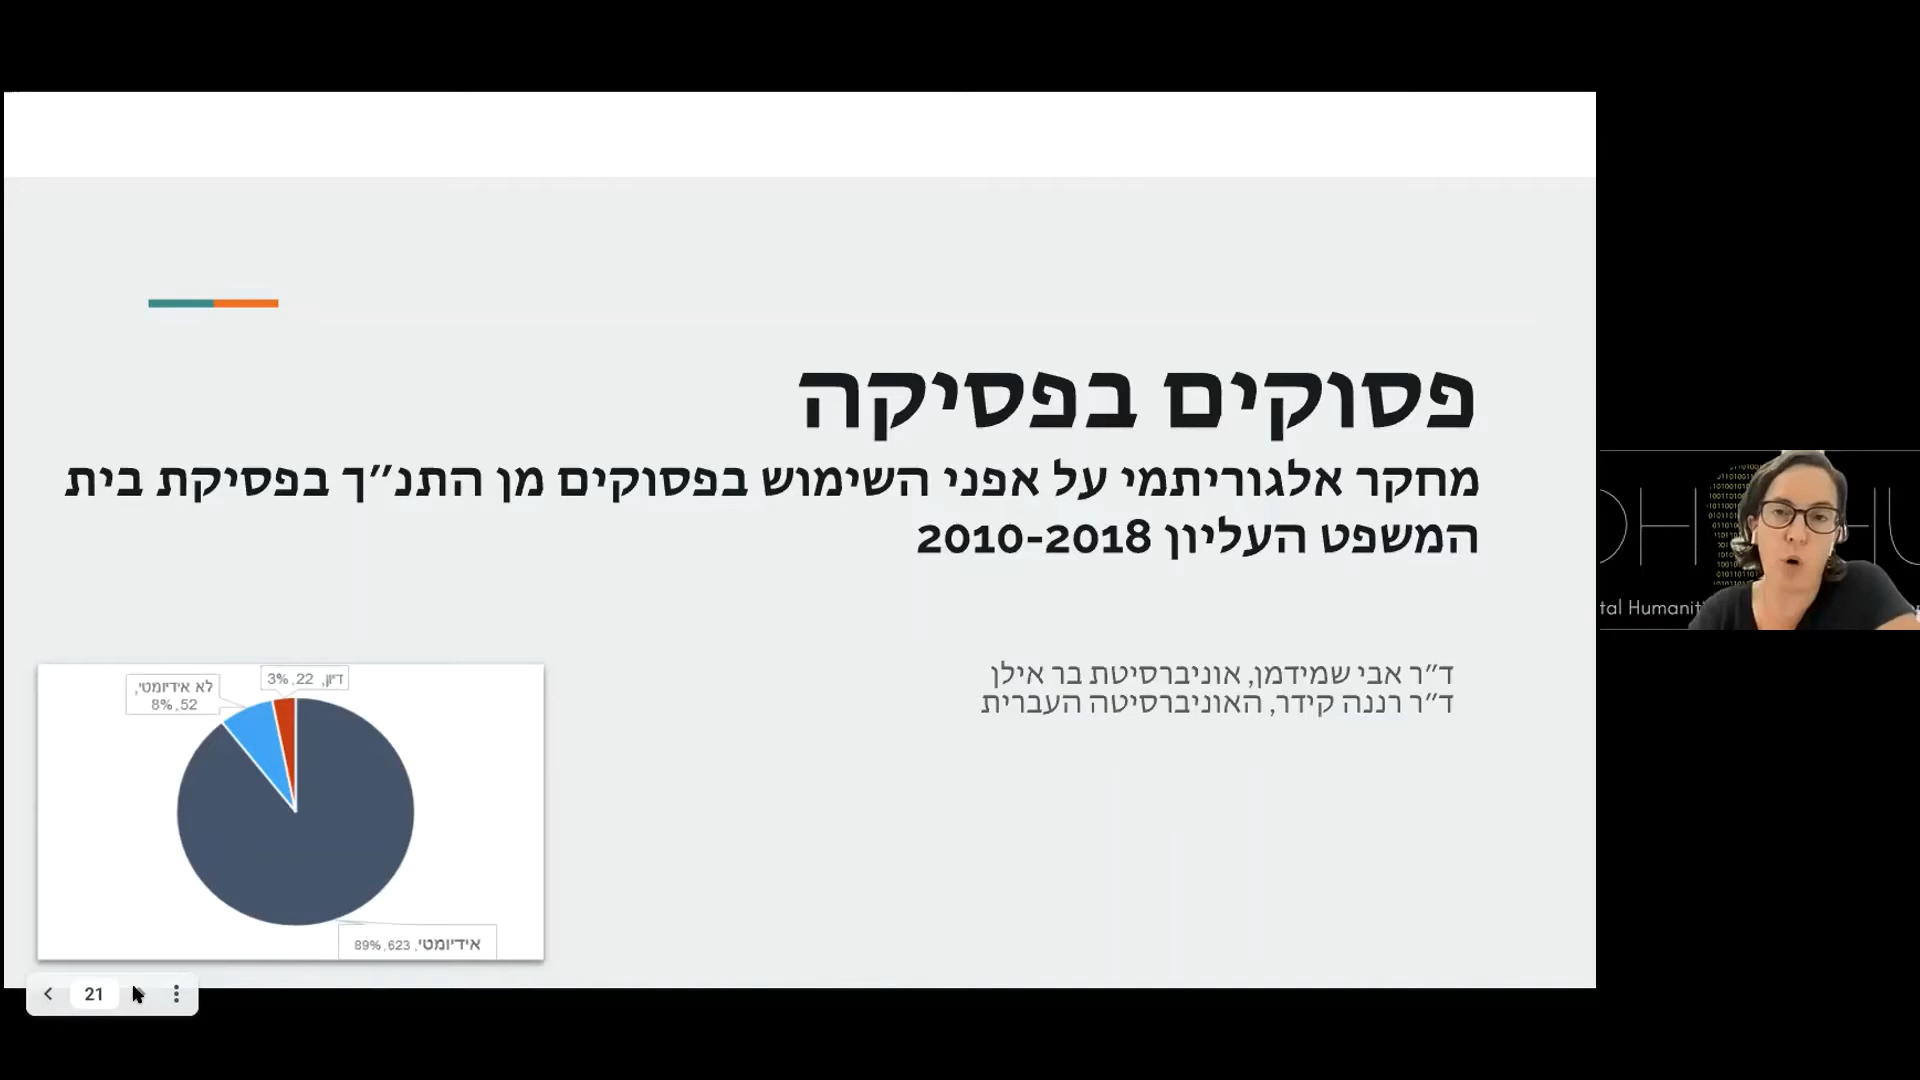 פסוקים בפסיקה
מחקר אלגוריתמי על אפני השימוש בפסוקים מן התנ״ך בפסיקת בית
המשפט העליון 2010-2018
ד״ר אבי שמידמן, אוניברסיטת בר אילן
ד״ר רננה קידר, האוניברסיטה העברית
דיון, 22, 3%
לא אידיומטי,
52, 8%
אידיומטי, 623, 89%
21
DH HU
tal Humanit